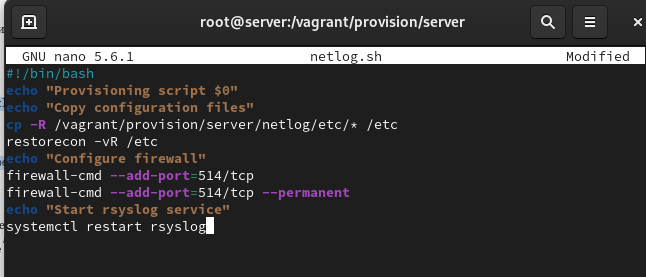 root@server:/vagrant/provision/server
GNU nano 5.6.1 netlog.sh Modified
#!/bin/bash
echo "Provisioning script $0"
echo "Copy configuration files"
cp -R /vagrant/provision/server/netlog/etc/* /etc
restorecon -vR /etc
echo "Configure firewall"
firewall-cmd --add-port=514/tcp
firewall-cmd --add-port=514/tcp --permanent
echo "Start rsyslog service"
systemctl restart rsyslog